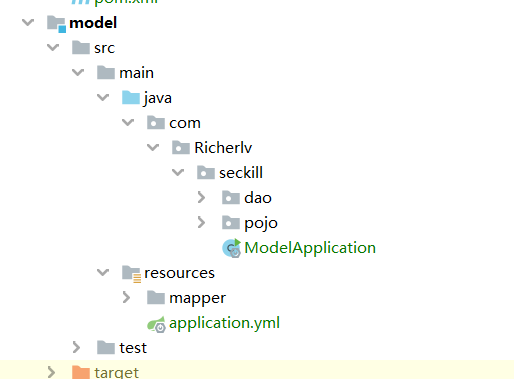 pom.xml
model
src
main
java
com
Richerlv
seckill
dao
pojo
ModelApplication
resources
mapper
application.yml
test
target